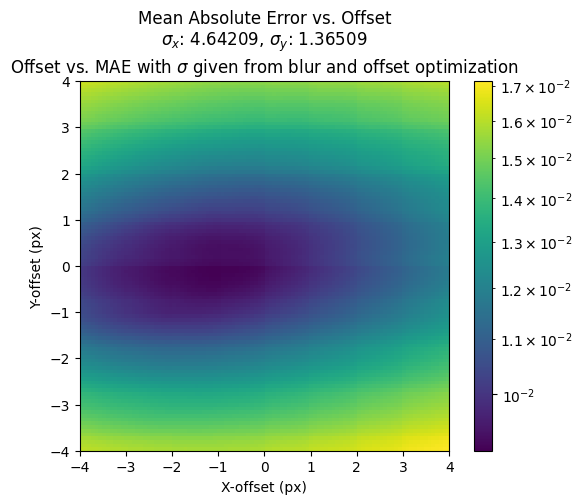 Mean Absolute Error vs. Offset
σx: 4.64209, σy: 1.36509
Offset vs. MAE with σ given from blur and offset optimization
4
3
2
1
0
−1
−2
−3
−4
Y-offset (px)
−4 −3 −2 −1 0 1 2 3 4
X-offset (px)
1.7 × 10⁻²
1.6 × 10⁻²
1.5 × 10⁻²
1.4 × 10⁻²
1.3 × 10⁻²
1.2 × 10⁻²
1.1 × 10⁻²
10⁻²